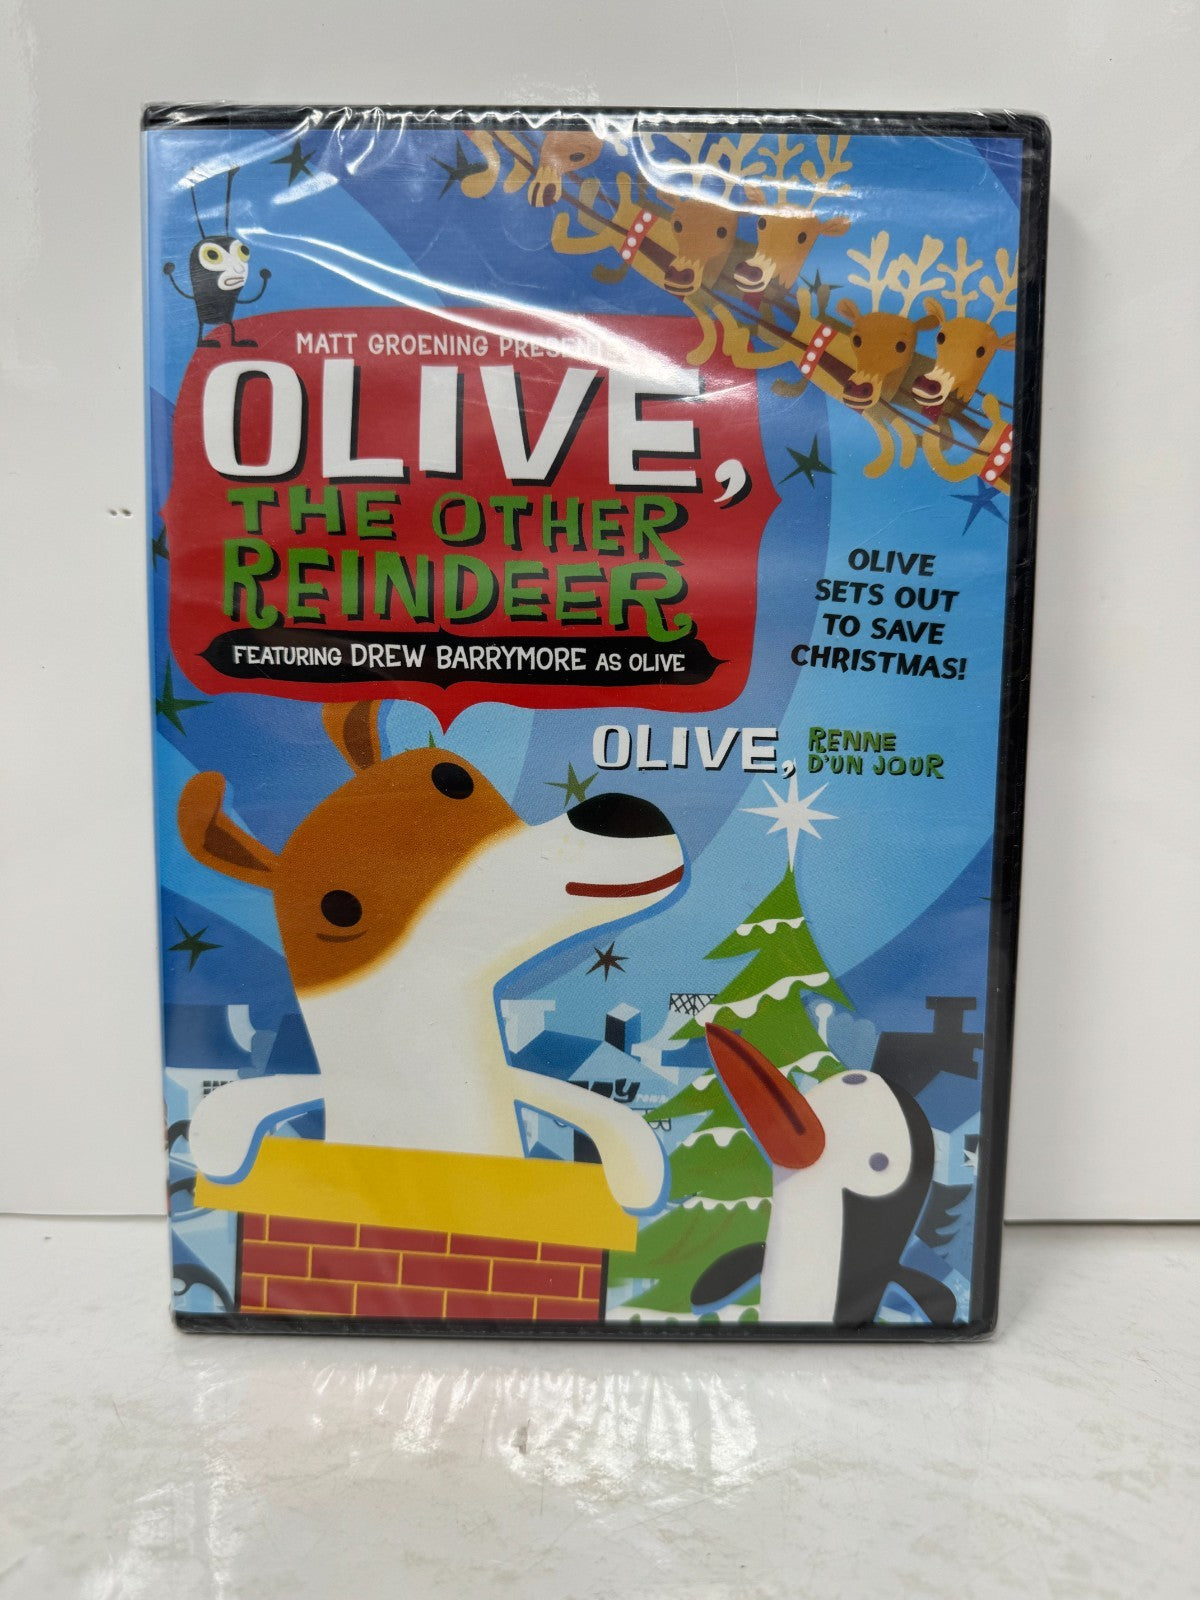 MATT GROENING PRESENTS
OLIVE,
THE OTHER
REINDEER
FEATURING DREW BARRYMORE AS OLIVE
OLIVE
SETS OUT
TO SAVE
CHRISTMAS!
OLIVE, RENNE
D'UN JOUR